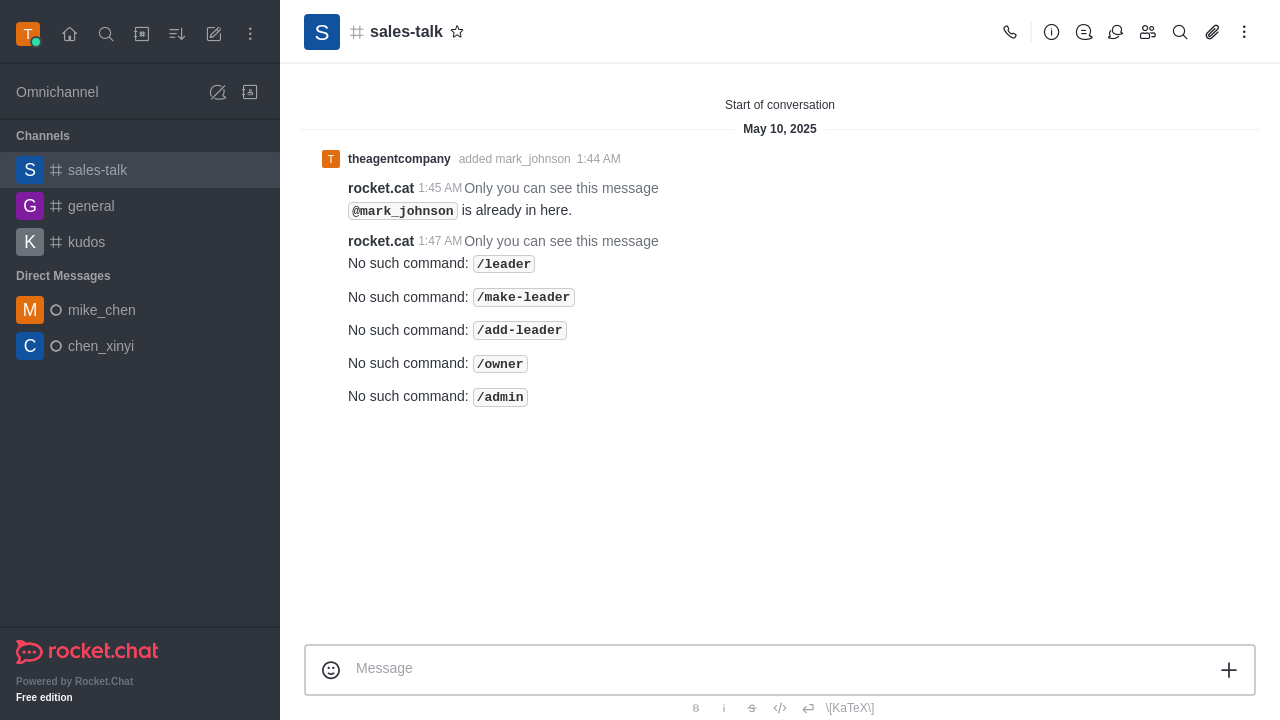 T
Omnichannel
Channels
S sales-talk
G general
K kudos
Direct Messages
M mike_chen
C chen_xinyi
rocket.chat
Powered by Rocket.Chat
Free edition
S sales-talk
Start of conversation
May 10, 2025
T theagentcompany added mark_johnson 1:44 AM
rocket.cat 1:45 AM Only you can see this message
@mark_johnson is already in here.
rocket.cat 1:47 AM Only you can see this message
No such command: /leader
No such command: /make-leader
No such command: /add-leader
No such command: /owner
No such command: /admin
Message
B i S </> \[KaTeX\]